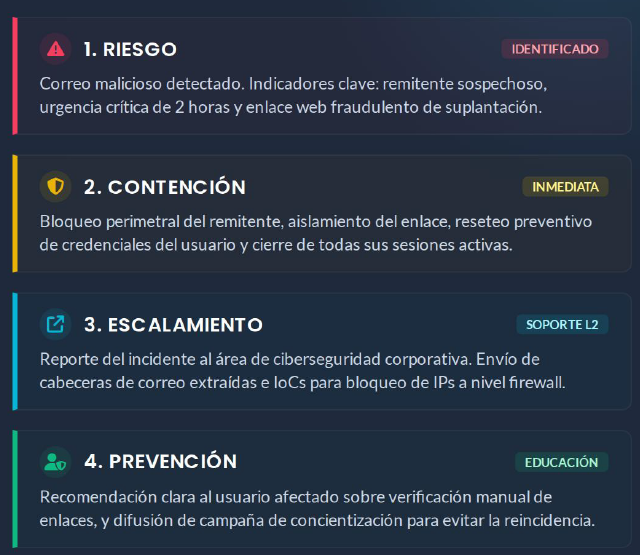 1. RIESGO
IDENTIFICADO
Correo malicioso detectado. Indicadores clave: remitente sospechoso,
urgencia crítica de 2 horas y enlace web fraudulento de suplantación.
2. CONTENCIÓN
INMEDIATA
Bloqueo perimetral del remitente, aislamiento del enlace, reseteo preventivo
de credenciales del usuario y cierre de todas sus sesiones activas.
3. ESCALAMIENTO
SOPORTE L2
Reporte del incidente al área de ciberseguridad corporativa. Envío de
cabeceras de correo extraídas e IoCs para bloqueo de IPs a nivel firewall.
4. PREVENCIÓN
EDUCACIÓN
Recomendación clara al usuario afectado sobre verificación manual de
enlaces, y difusión de campaña de concientización para evitar la reincidencia.